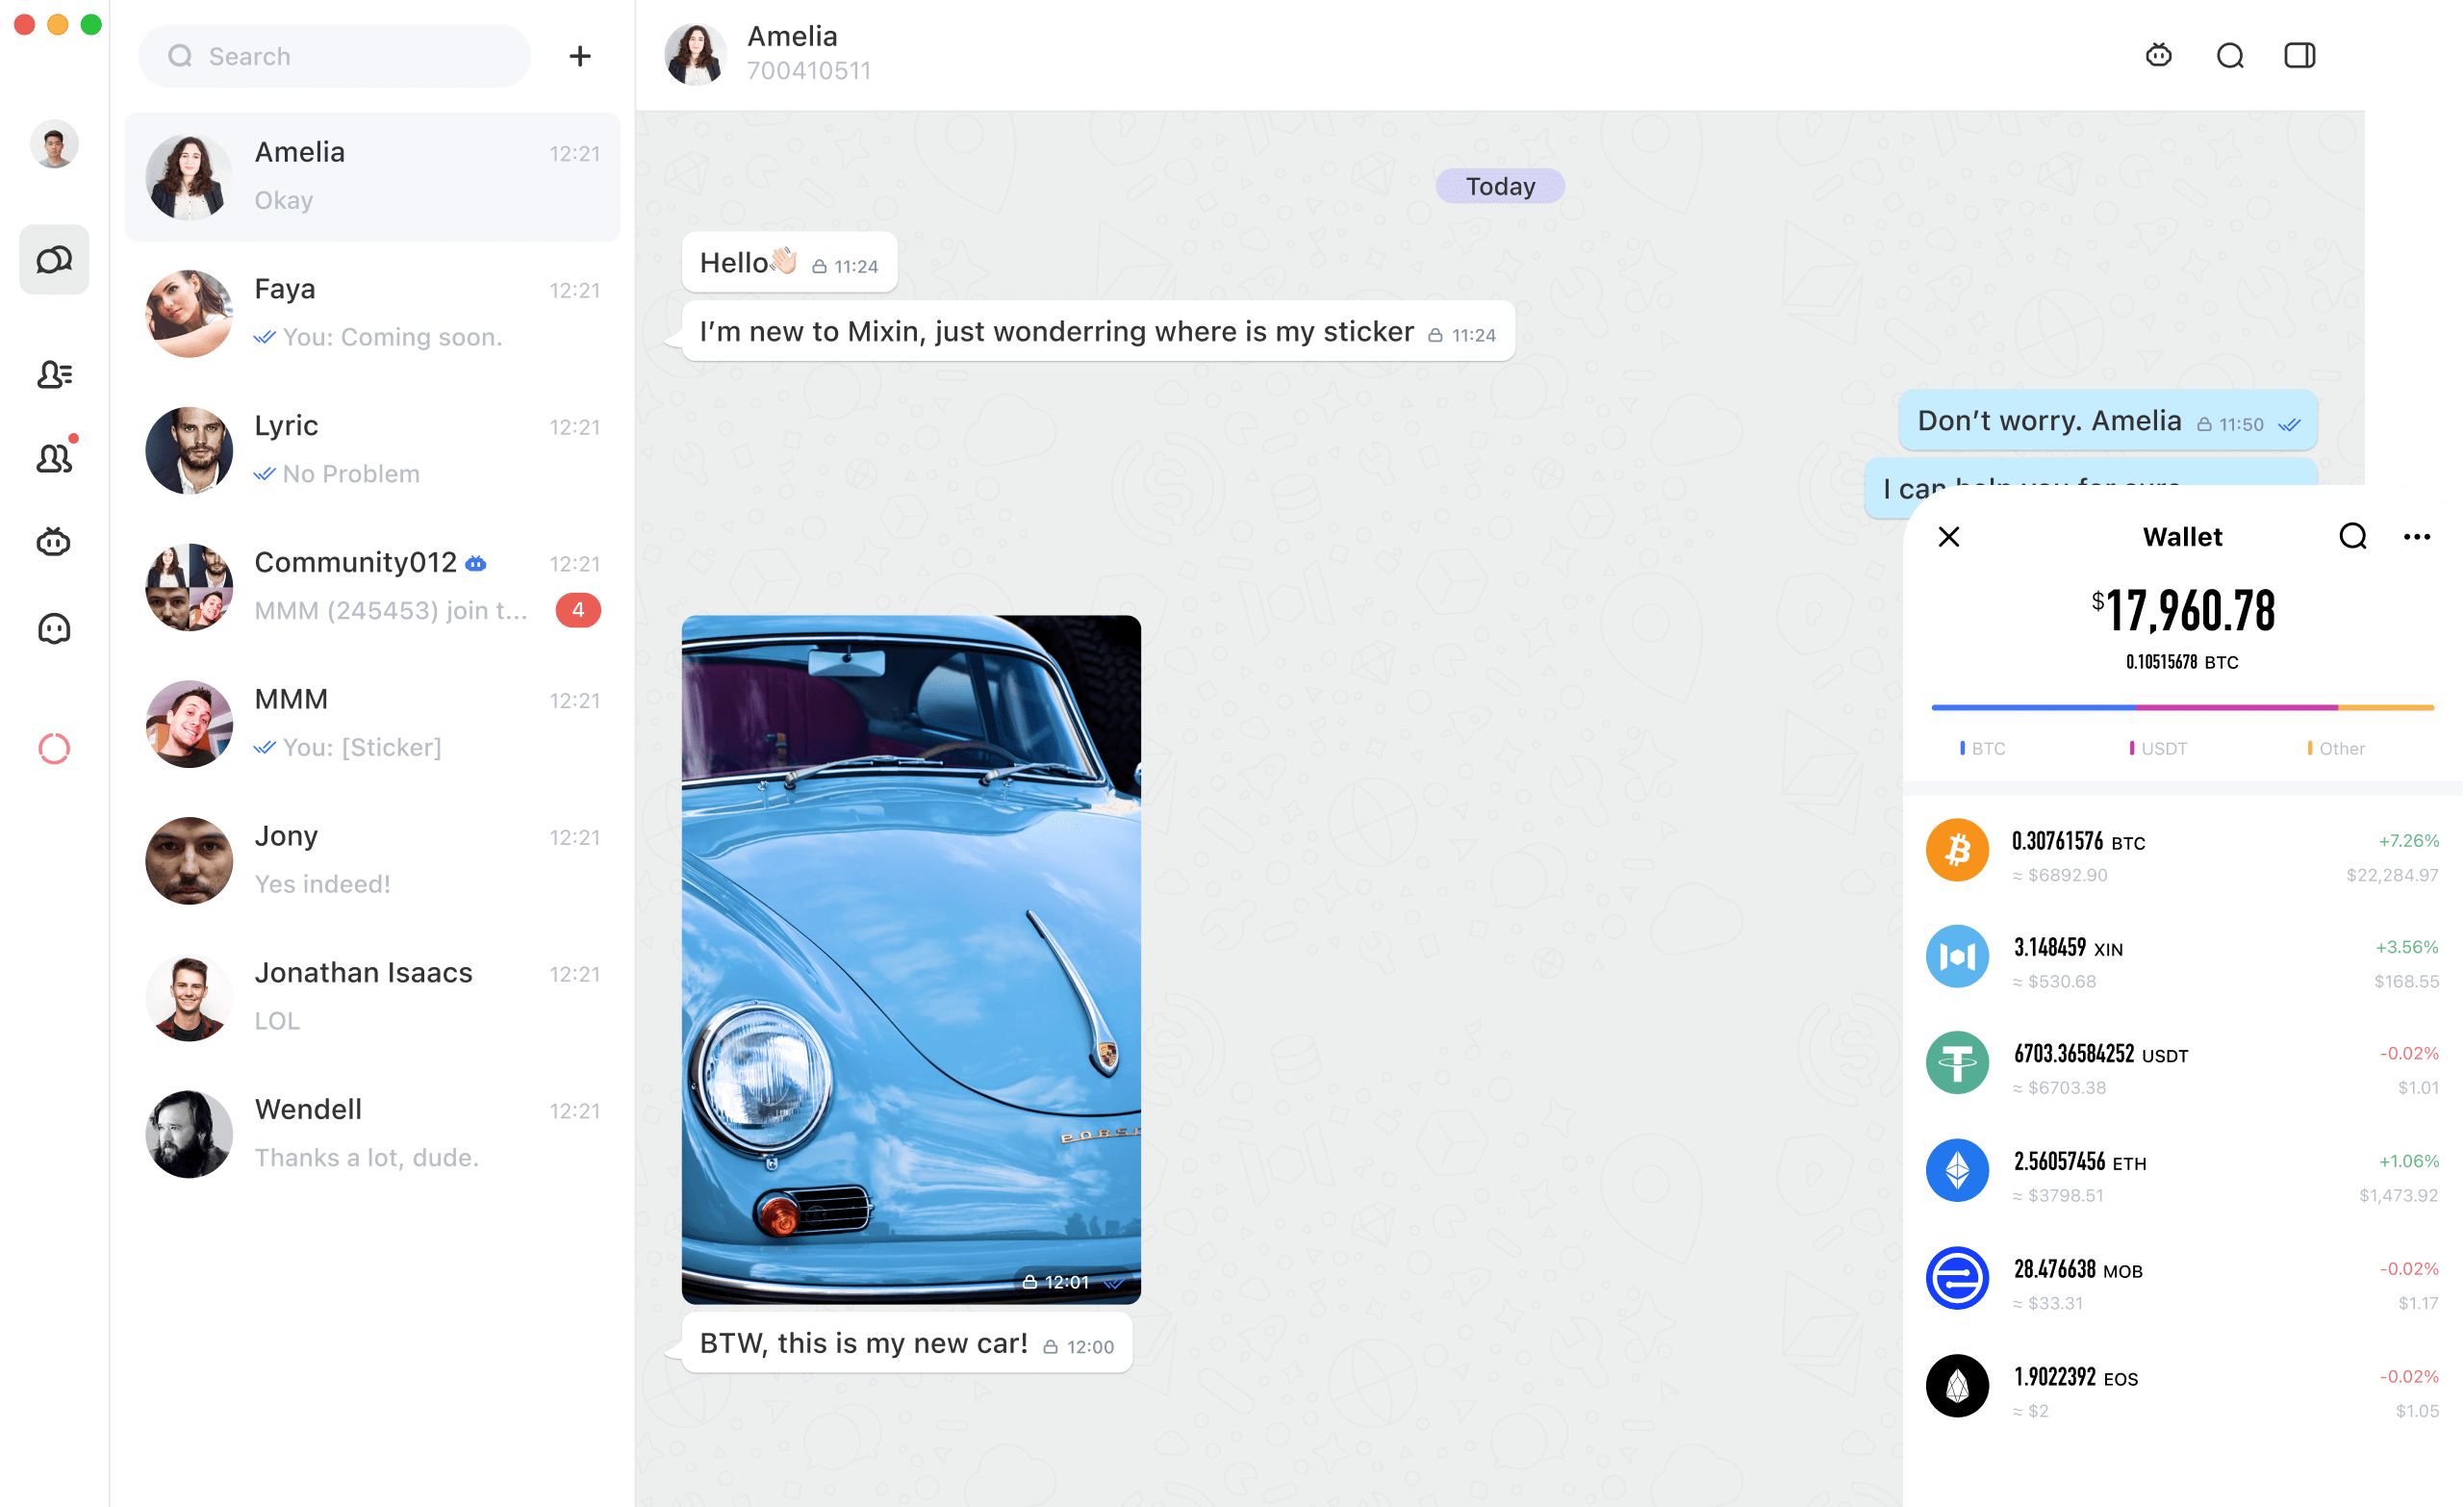 Search
Amelia
12:21
Okay
Faya
12:21
You: Coming soon.
Lyric
12:21
No Problem
Community012
12:21
MMM (245453) join t...
4
MMM
12:21
You: [Sticker]
Jony
12:21
Yes indeed!
Jonathan Isaacs
12:21
LOL
Wendell
12:21
Thanks a lot, dude.
Amelia
700410511
Today
Hello👋🏻 11:24
I’m new to Mixin, just wonderring where is my sticker 11:24
Don’t worry. Amelia 11:50
I can help you for sure
12:01
BTW, this is my new car! 12:00
Wallet
$17,960.78
0.10515678 BTC
BTC
USDT
Other
0.30761576 BTC +7.26%
≈ $6892.90 $22,284.97
3.148459 XIN +3.56%
≈ $530.68 $168.55
6703.36584252 USDT -0.02%
≈ $6703.38 $1.01
2.56057456 ETH +1.06%
≈ $3798.51 $1,473.92
28.476638 MOB -0.02%
≈ $33.31 $1.17
1.9022392 EOS -0.02%
≈ $2 $1.05